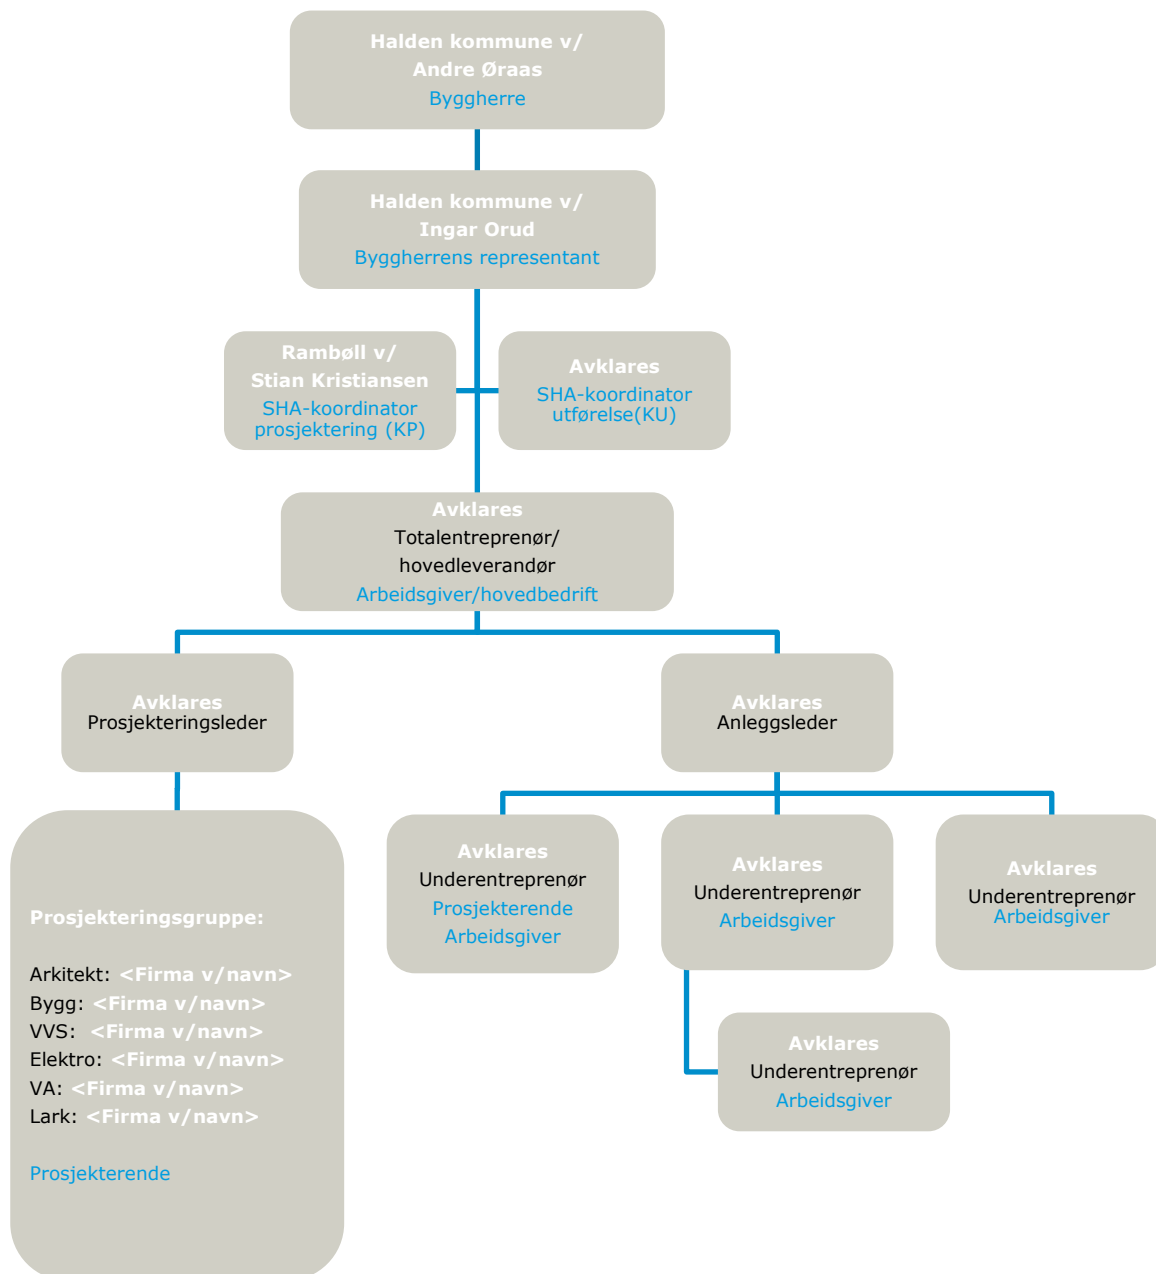 Halden kommune v/
Andre Øraas
Byggherre
Halden kommune v/
Ingar Orud
Byggherrens representant
Rambøll v/
Stian Kristiansen
SHA-koordinator
prosjektering (KP)
Avklares
SHA-koordinator
utførelse(KU)
Avklares
Totalentreprenør/
hovedleverandør
Arbeidsgiver/hovedbedrift
Avklares
Prosjekteringsleder
Avklares
Anleggsleder
Prosjekteringsgruppe:
Arkitekt: <Firma v/navn>
Bygg: <Firma v/navn>
VVS: <Firma v/navn>
Elektro: <Firma v/navn>
VA: <Firma v/navn>
Lark: <Firma v/navn>
Prosjekterende
Avklares
Underentreprenør
Prosjekterende
Arbeidsgiver
Avklares
Underentreprenør
Arbeidsgiver
Avklares
Underentreprenør
Arbeidsgiver
Avklares
Underentreprenør
Arbeidsgiver